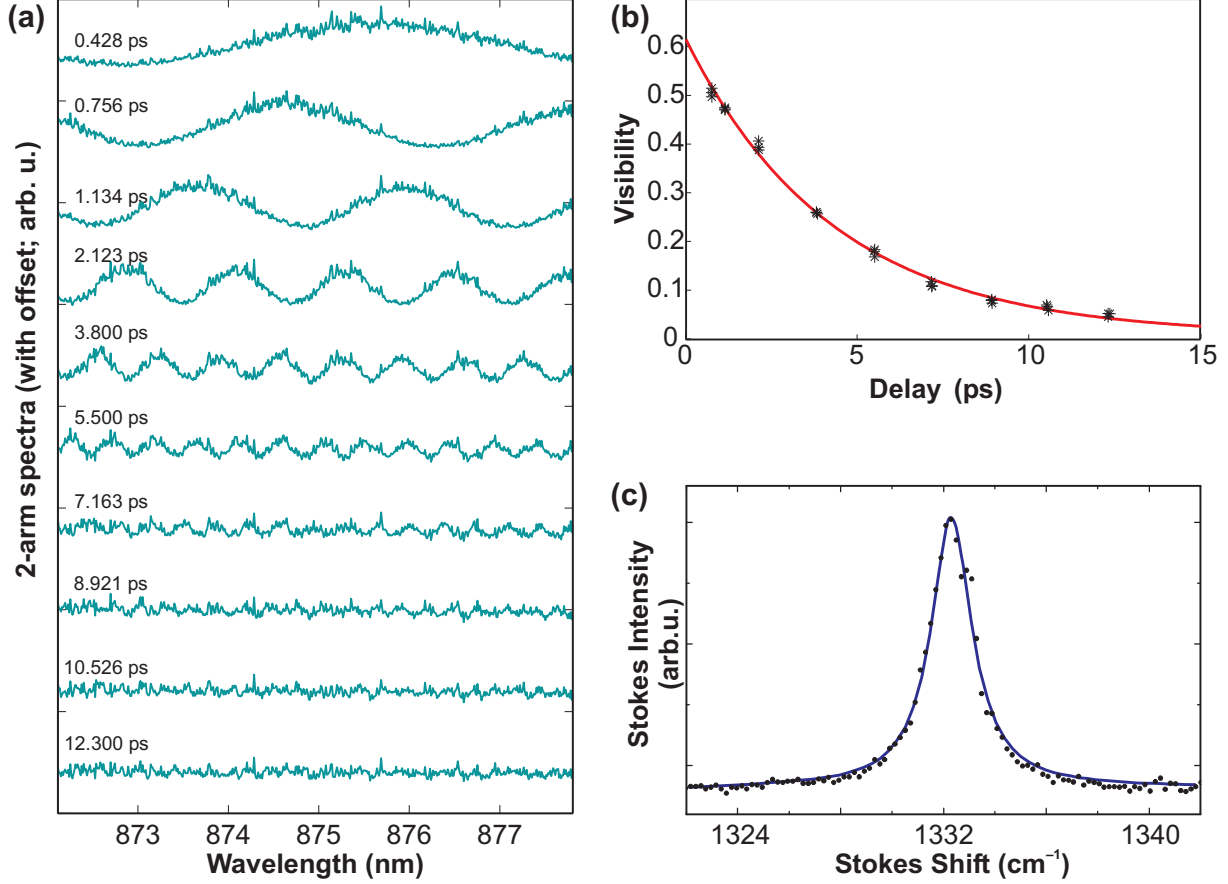 (a)
2-arm spectra (with offset; arb. u.)
0.428 ps
0.756 ps
1.134 ps
2.123 ps
3.800 ps
5.500 ps
7.163 ps
8.921 ps
10.526 ps
12.300 ps
873 874 875 876 877
Wavelength (nm)
(b)
Visibility
0.6
0.5
0.4
0.3
0.2
0.1
0
0 5 10 15
Delay (ps)
(c)
Stokes Intensity
(arb.u.)
1324 1332 1340
Stokes Shift (cm⁻¹)